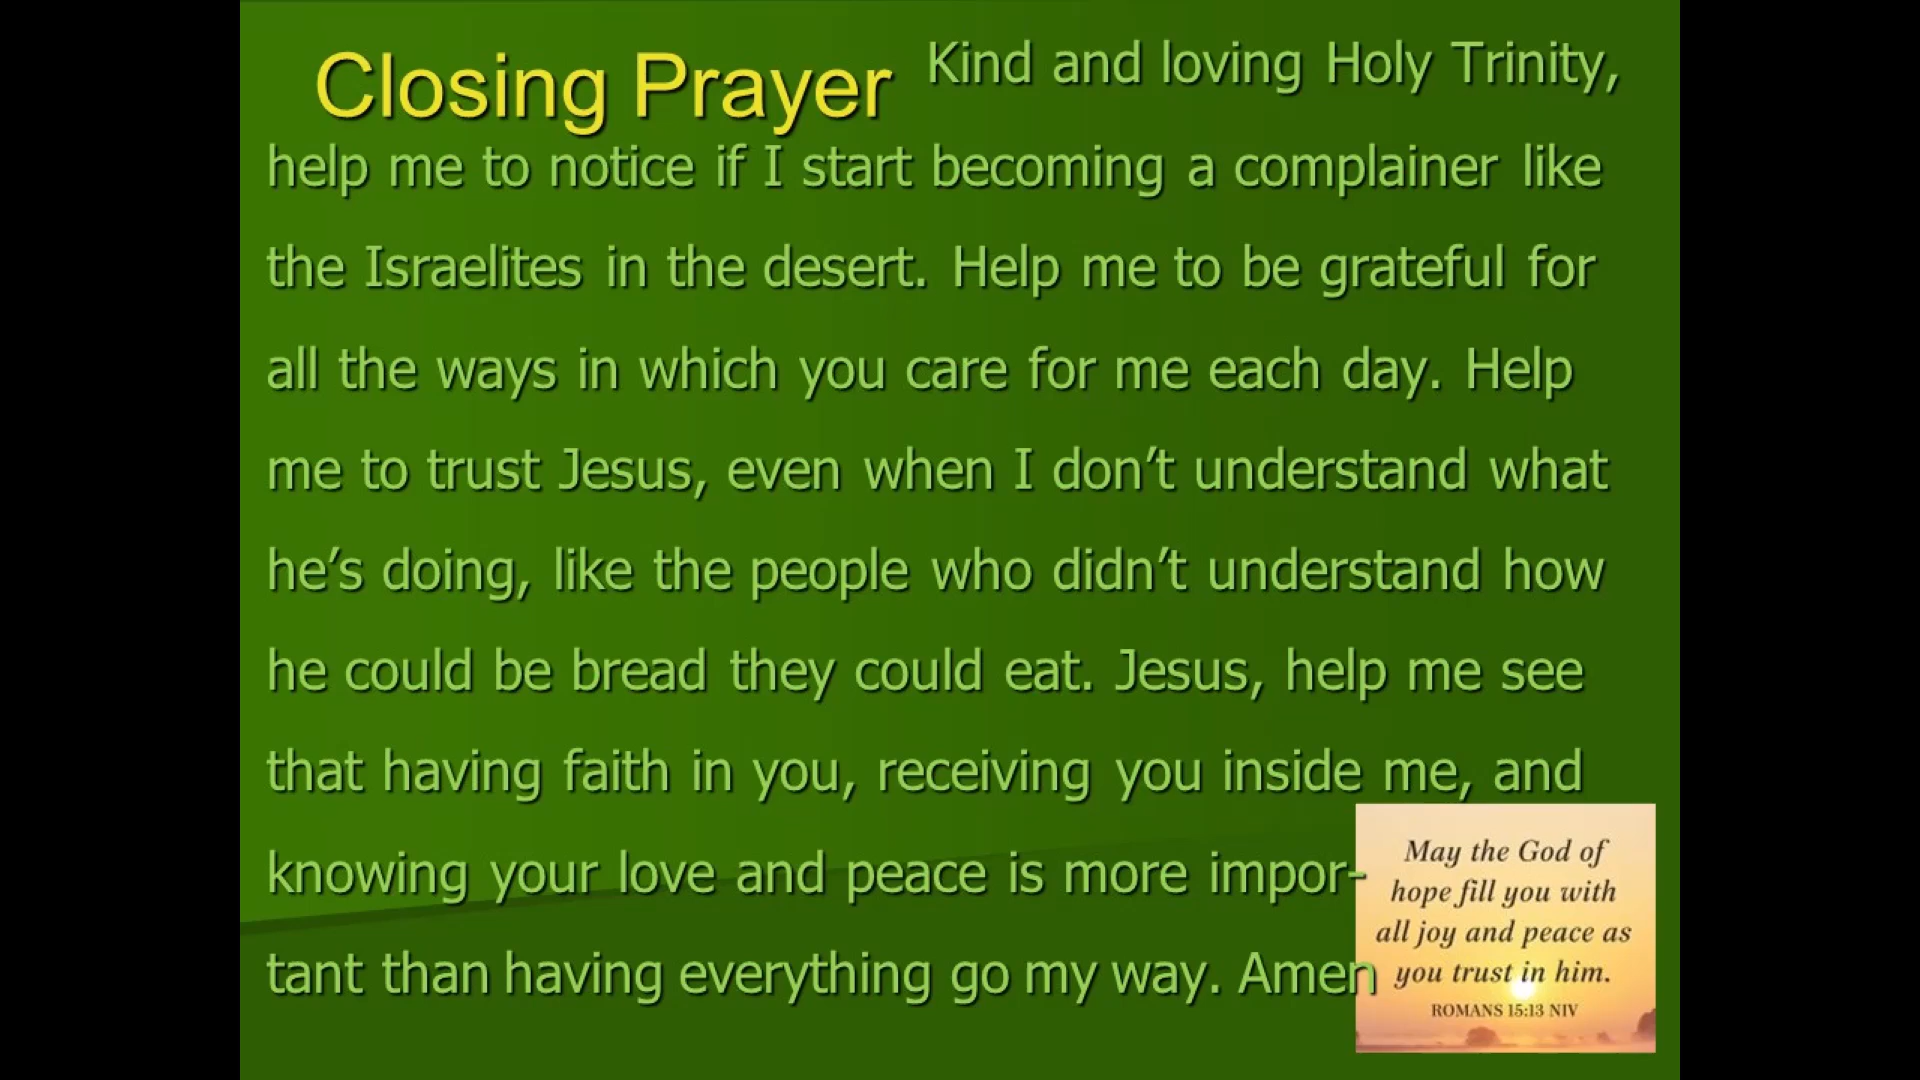 Closing Prayer Kind and loving Holy Trinity,
help me to notice if I start becoming a complainer like
the Israelites in the desert. Help me to be grateful for
all the ways in which you care for me each day. Help
me to trust Jesus, even when I don’t understand what
he’s doing, like the people who didn’t understand how
he could be bread they could eat. Jesus, help me see
that having faith in you, receiving you inside me, and
knowing your love and peace is more impor-
tant than having everything go my way. Amen
May the God of
hope fill you with
all joy and peace as
you trust in him.
ROMANS 15:13 NIV